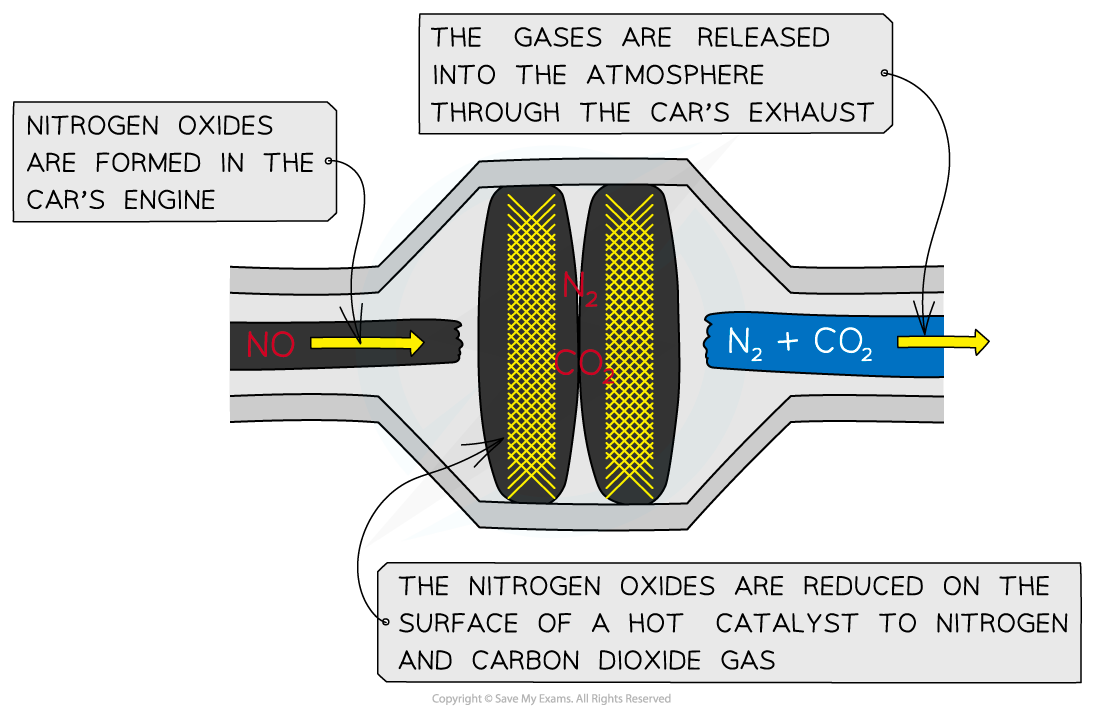 THE GASES ARE RELEASED
INTO THE ATMOSPHERE
THROUGH THE CAR'S EXHAUST
NITROGEN OXIDES
ARE FORMED IN THE
CAR'S ENGINE
N₂
NO
CO₂
N₂ + CO₂
THE NITROGEN OXIDES ARE REDUCED ON THE
SURFACE OF A HOT CATALYST TO NITROGEN
AND CARBON DIOXIDE GAS
Copyright © Save My Exams. All Rights Reserved